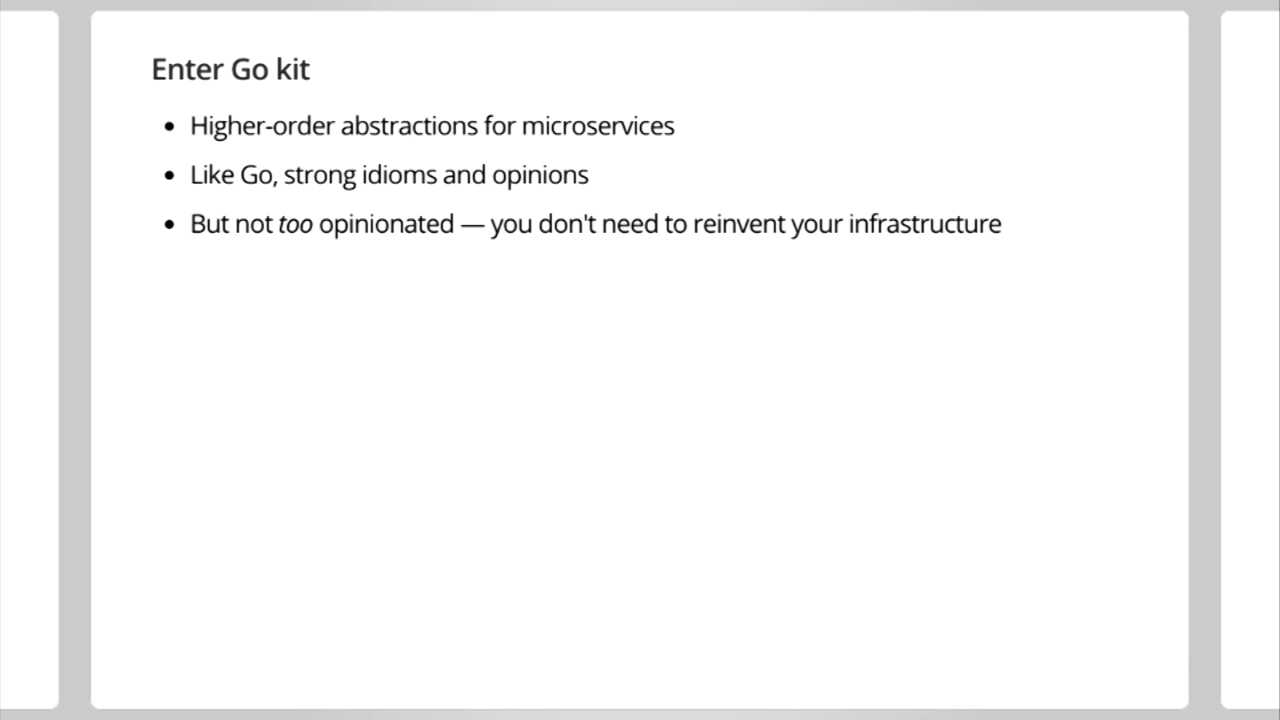 Enter Go kit
• Higher-order abstractions for microservices
• Like Go, strong idioms and opinions
• But not too opinionated — you don't need to reinvent your infrastructure